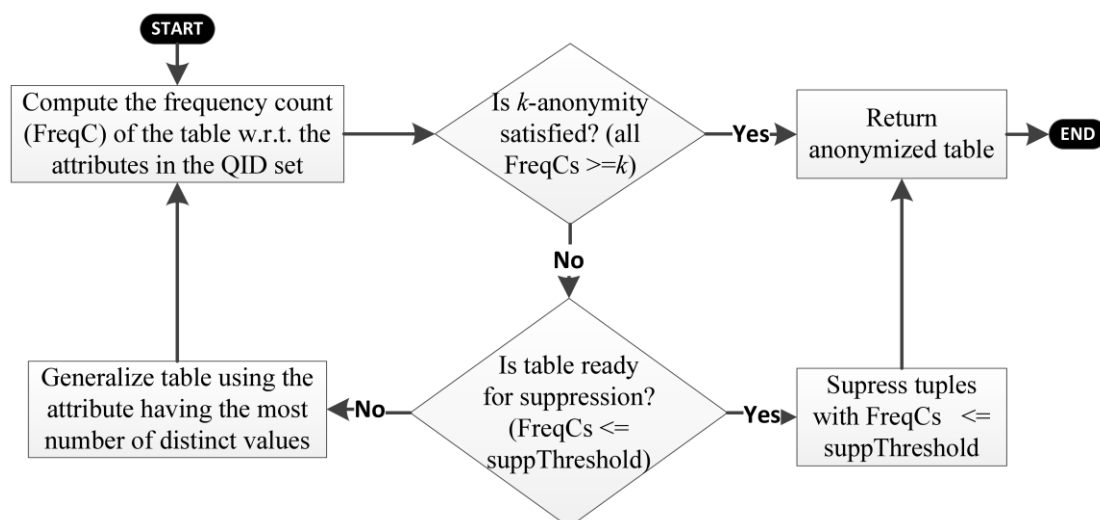 START
Compute the frequency count
(FreqC) of the table w.r.t. the
attributes in the QID set
Is k-anonymity
satisfied? (all
FreqCs >=k)
Yes
Return
anonymized table
END
No
Is table ready
for suppression?
(FreqCs <=
suppThreshold)
No
Generalize table using the
attribute having the most
number of distinct values
Yes
Supress tuples
with FreqCs <=
suppThreshold